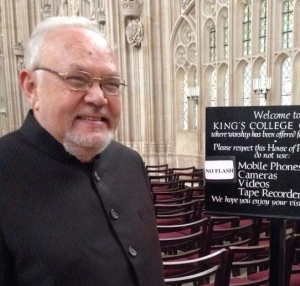 Welcome to
KING'S COLLEGE
where worship has been offered
Please respect this House of
do not use:
NO FLASH
Mobile Phones
Cameras
Videos
Tape Recorder
We hope you enjoy your